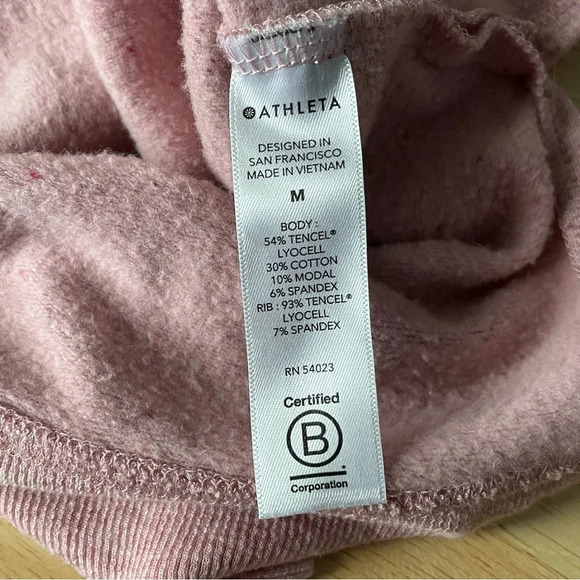 ATHLETA
DESIGNED IN
SAN FRANCISCO
MADE IN VIETNAM
M
BODY :
54% TENCEL®
LYOCELL
30% COTTON
10% MODAL
6% SPANDEX
RIB : 93% TENCEL®
LYOCELL
7% SPANDEX
RN 54023
Certified
B
Corporation